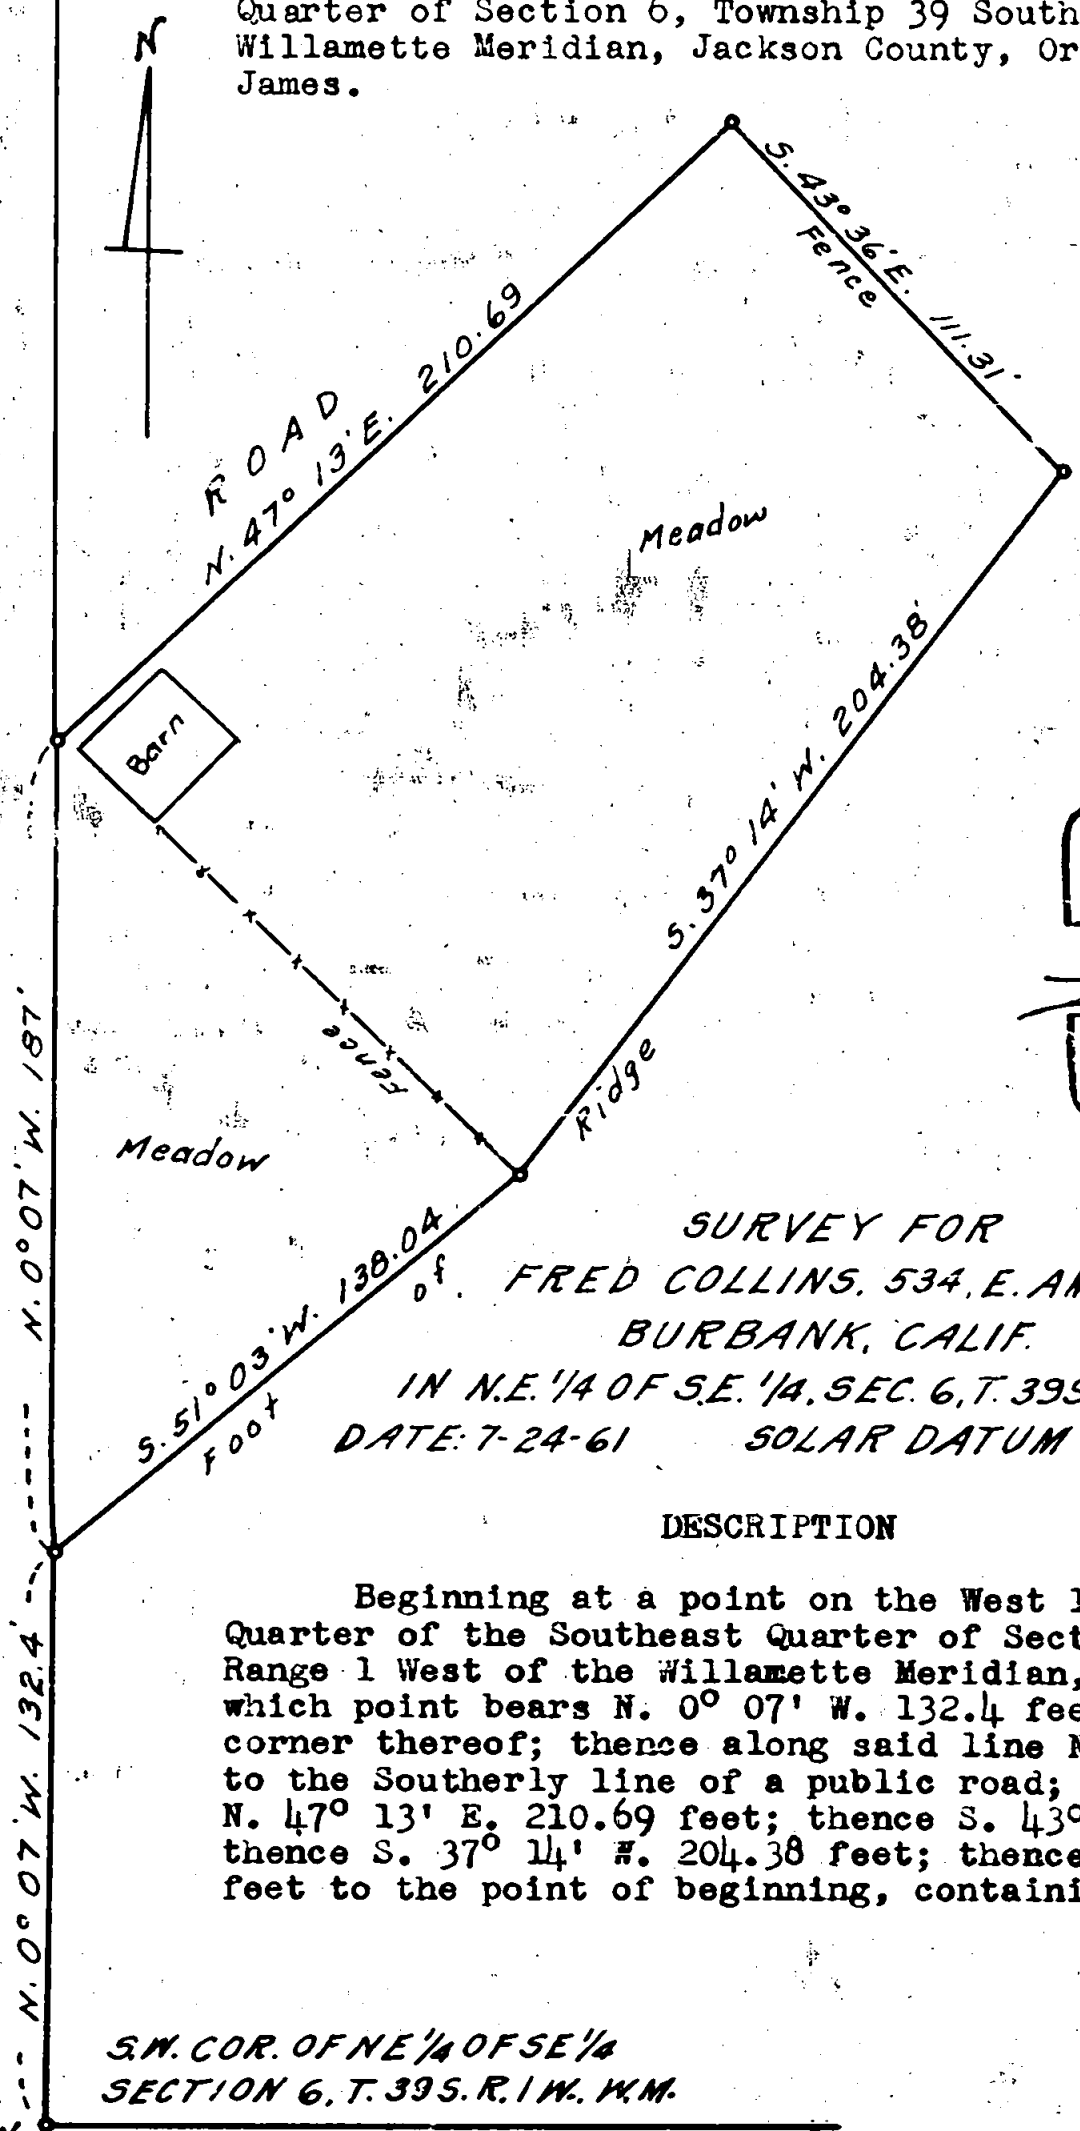 Quarter of Section 6, Township 39 South
Willamette Meridian, Jackson County, Or
James.
N
S. 43° 36' E. 111.31'
Fence
ROAD
N. 47° 13' E. 210.69
Meadow
Barn
S. 37° 14' W. 204.38'
Fence
Ridge
N. 0° 07' W. 187'
Meadow
S. 51° 03' W. 138.04
of
Foot
SURVEY FOR
FRED COLLINS. 534, E. A
BURBANK, CALIF.
IN N.E. 1/4 OF S.E. 1/4, SEC. 6, T. 39S
DATE: 7-24-61 SOLAR DATUM
DESCRIPTION
Beginning at a point on the West l
Quarter of the Southeast Quarter of Sect
Range 1 West of the Willamette Meridian,
which point bears N. 0° 07' W. 132.4 fee
corner thereof; thence along said line N
to the Southerly line of a public road;
N. 47° 13' E. 210.69 feet; thence S. 43°
thence S. 37° 14' W. 204.38 feet; thence
feet to the point of beginning, containi
N. 0° 07' W. 132.4'
S.W. COR. OF NE 1/4 OF SE 1/4
SECTION 6, T. 39 S. R. 1 W., W.M.